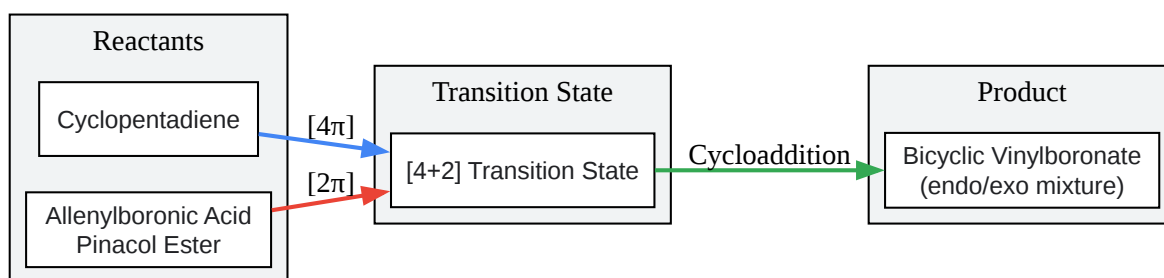 Reactants
Cyclopentadiene
Allenylboronic Acid
Pinacol Ester
[4π]
[2π]
Transition State
[4+2] Transition State
Cycloaddition
Product
Bicyclic Vinylboronate
(endo/exo mixture)